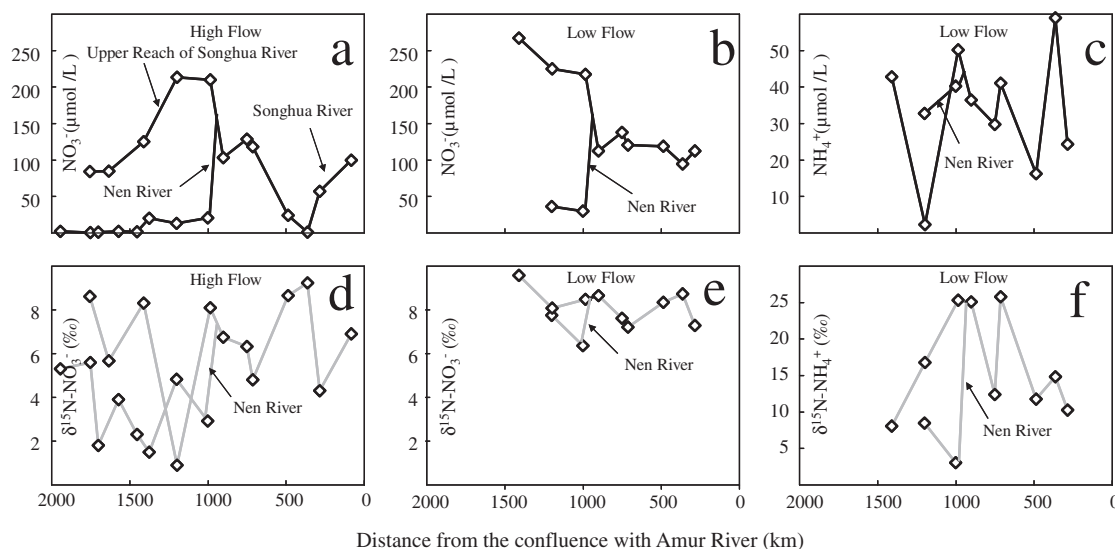 High Flow
a
NO₃⁻(μmol /L)
250
200
150
100
50
Upper Reach of Songhua River
Songhua River
Nen River
Low Flow
b
NO₃⁻(μmol /L)
250
200
150
100
50
Nen River
Low Flow
c
NH₄⁺(μmol /L)
50
40
30
20
10
Nen River
High Flow
d
δ¹⁵N-NO₃⁻ (‰)
8
6
4
2
Nen River
2000 1500 1000 500 0
Low Flow
e
δ¹⁵N-NO₃⁻ (‰)
8
6
4
2
Nen River
2000 1500 1000 500 0
Low Flow
f
δ¹⁵N-NH₄⁺ (‰)
25
20
15
10
5
Nen River
2000 1500 1000 500 0
Distance from the confluence with Amur River (km)